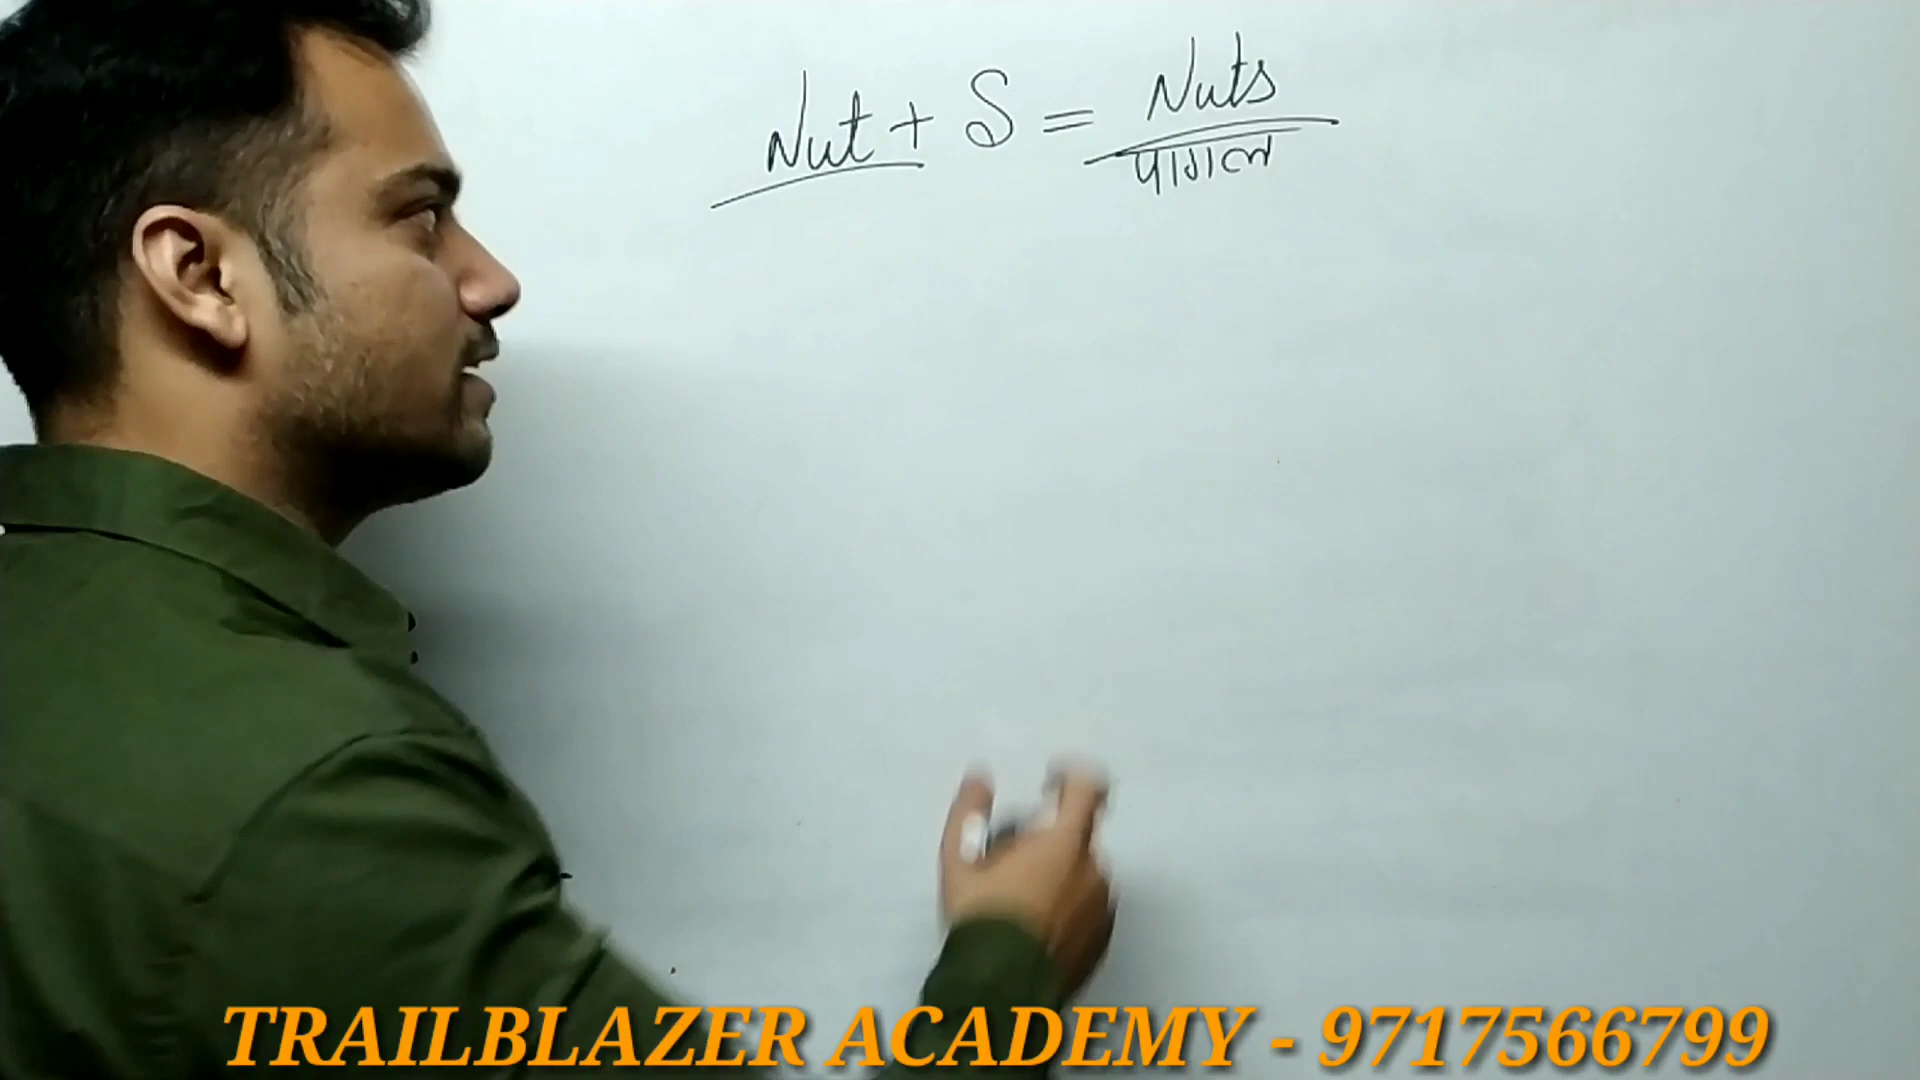 Nut + S = Nuts
पागल
TRAILBLAZER ACADEMY - 9717566799